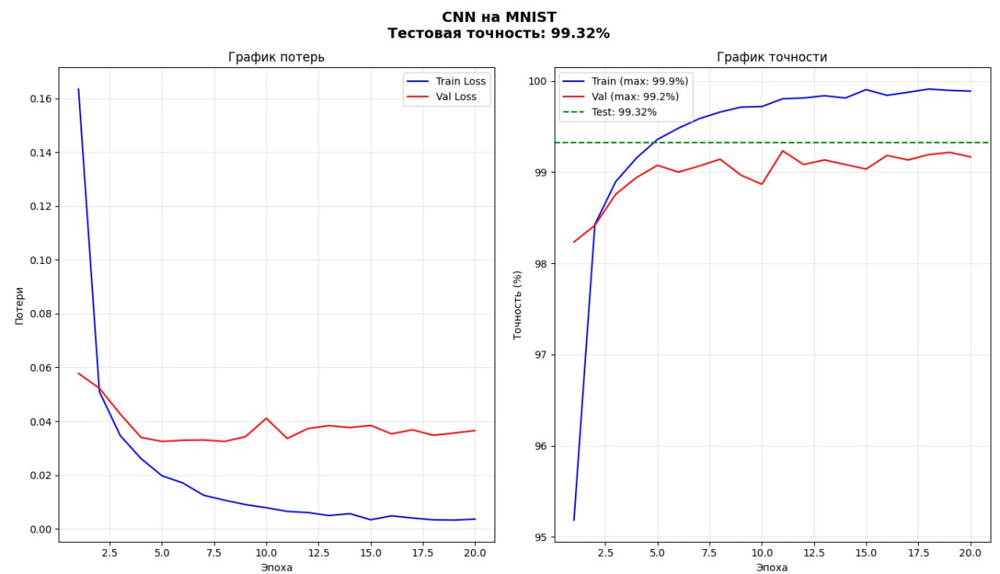 CNN на MNIST
Тестовая точность: 99.32%
График потерь
Train Loss
Val Loss
0.16
0.14
0.12
0.10
0.08
0.06
0.04
0.02
0.00
Потери
2.5 5.0 7.5 10.0 12.5 15.0 17.5 20.0
Эпоха
График точности
Train (max: 99.9%)
Val (max: 99.2%)
Test: 99.32%
100
99
98
97
96
95
Точность (%)
2.5 5.0 7.5 10.0 12.5 15.0 17.5 20.0
Эпоха